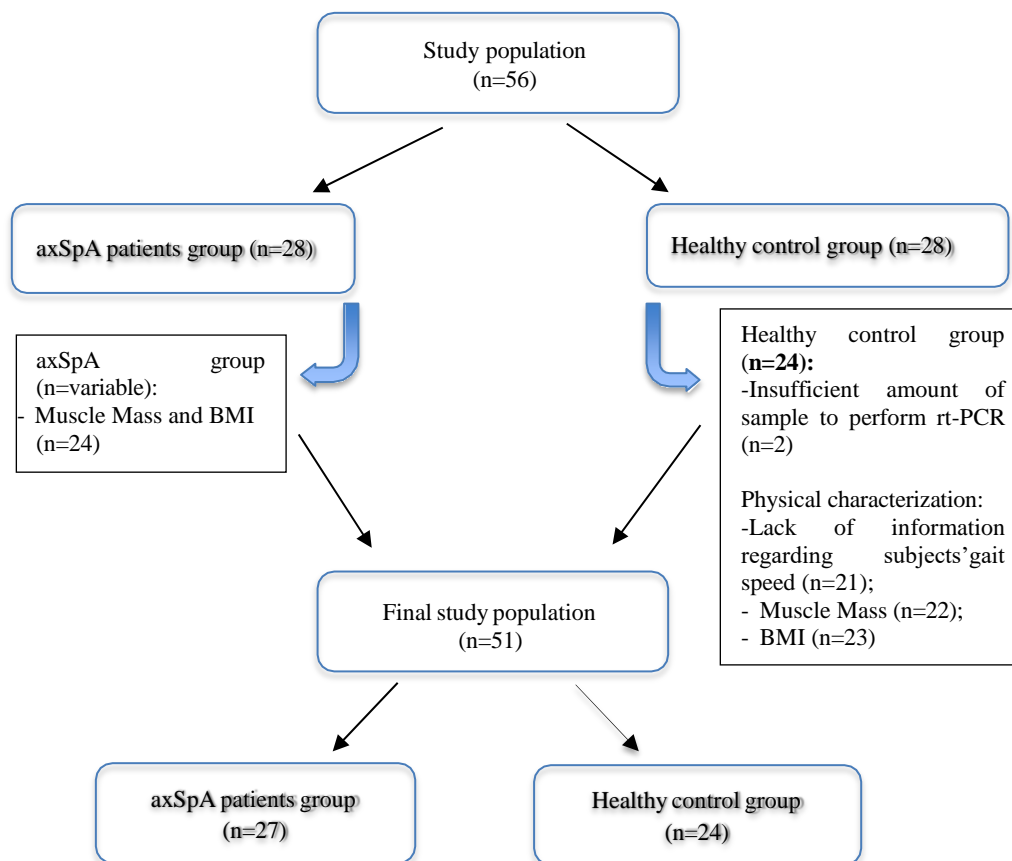 Study population
(n=56)
axSpA patients group (n=28)
Healthy control group (n=28)
axSpA group
(n=variable):
- Muscle Mass and BMI
(n=24)
Healthy control group
(n=24):
-Insufficient amount of
sample to perform rt-PCR
(n=2)
Physical characterization:
-Lack of information
regarding subjects'gait
speed (n=21);
- Muscle Mass (n=22);
- BMI (n=23)
Final study population
(n=51)
axSpA patients group
(n=27)
Healthy control group
(n=24)